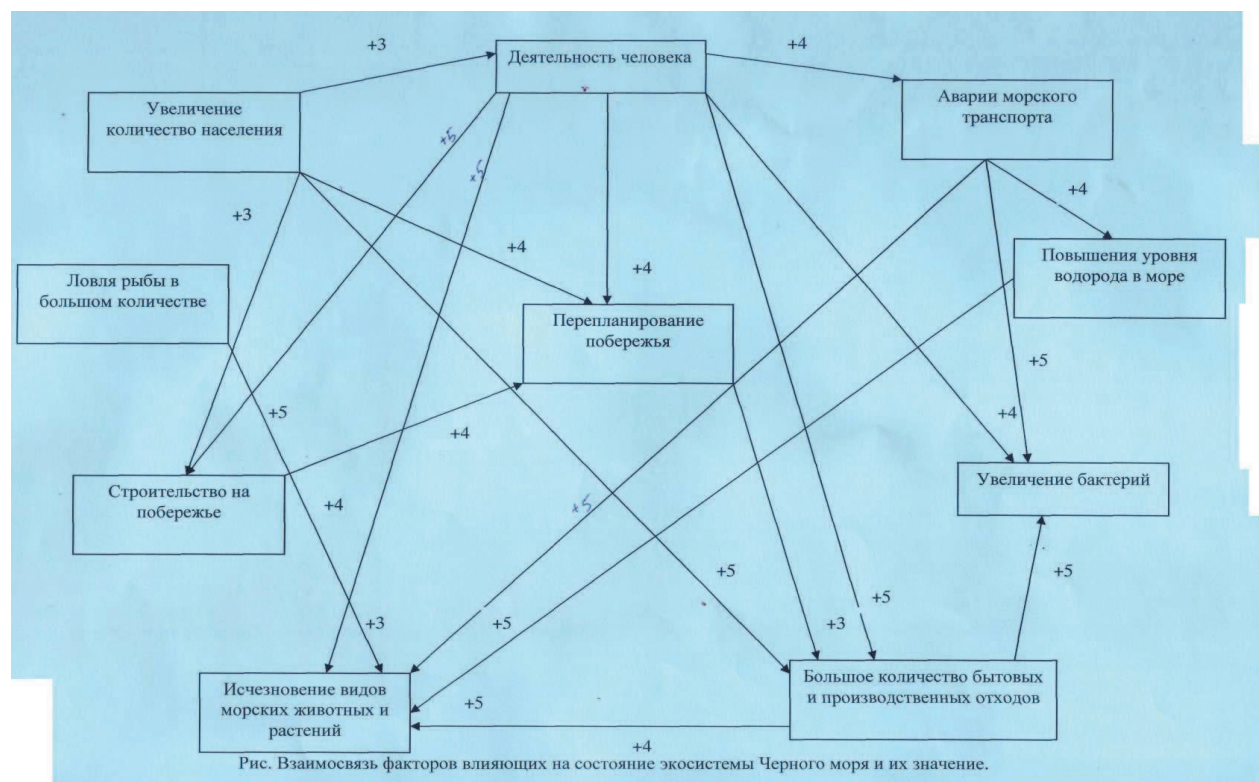 +3
Деятельность человека
+4
Увеличение
количество населения
Аварии морского
транспорта
+5
+5
+3
+4
+4
+4
Ловля рыбы в
большом количестве
Повышения уровня
водорода в море
Перепланирование
побережья
+5
+5
+4
+4
Строительство на
побережье
Увеличение бактерий
+4
+5
+5
+5
+5
+3
+5
+3
Исчезновение видов
морских животных и
растений
Большое количество бытовых
и производственных отходов
+5
+4
Рис. Взаимосвязь факторов влияющих на состояние экосистемы Черного моря и их значение.